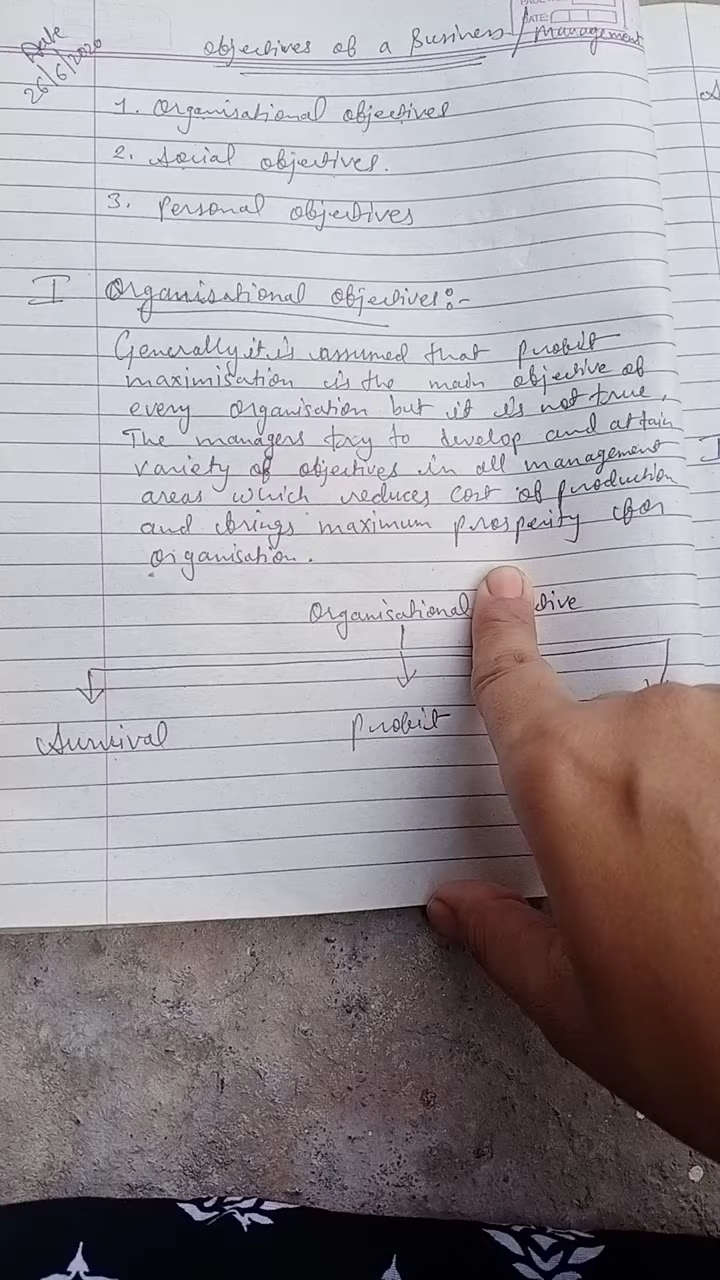 DATE:
Date
26/6/2020
Objectives of a Business / Management
1. Organisational objectives
2. Social objectives.
3. Personal objectives
I Organisational objectives:-
Generally it is assumed that profit
maximisation is the main objective of
every organisation but it is not true.
The managers try to develop and attain
variety of objectives in all management
areas which reduces cost of production
and brings maximum prosperity for
organisation.
Organisational ctive
Survival Profit